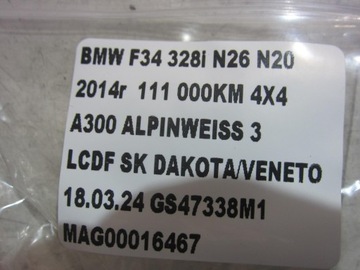 BMW F34 328i N26 N20
2014r 111 000KM 4X4
A300 ALPINWEISS 3
LCDF SK DAKOTA/VENETO
18.03.24 GS47338M1
MAG00016467